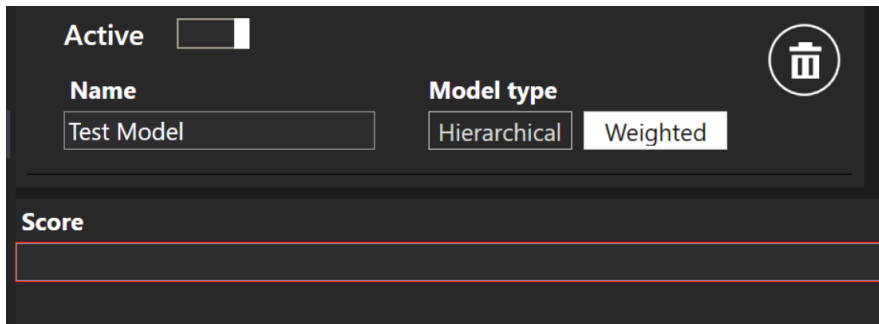 Active
Name
Model type
Test Model
Hierarchical
Weighted
Score